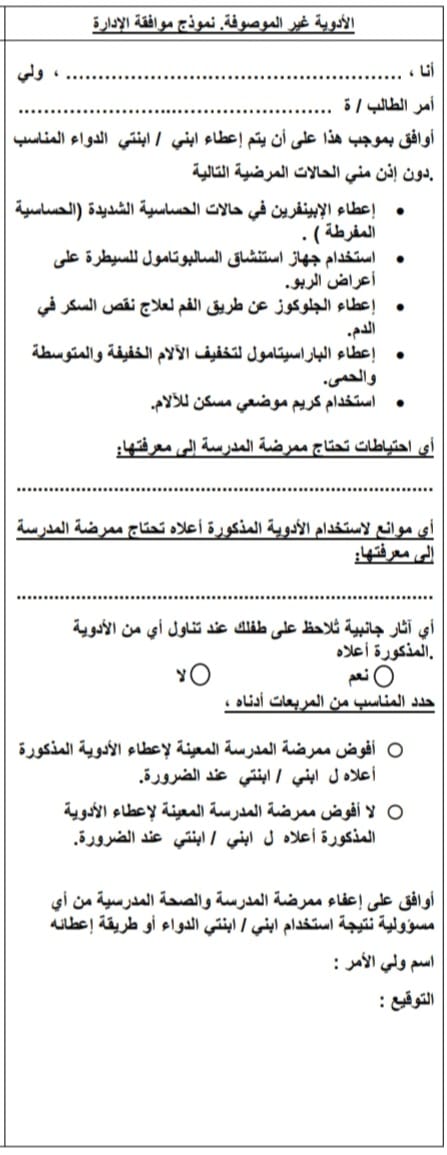 الأدوية غير الموصوفة. نموذج موافقة الإدارة
أنا ، ................................................... ، ولي
أمر الطالب / ة ................................................
أوافق بموجب هذا على أن يتم إعطاء ابني / ابنتي الدواء المناسب
.دون إذن مني الحالات المرضية التالية
• إعطاء الإبينفرين في حالات الحساسية الشديدة (الحساسية
المفرطة ) .
• استخدام جهاز استنشاق السالبوتامول للسيطرة على
أعراض الربو.
• إعطاء الجلوكوز عن طريق الفم لعلاج نقص السكر في
الدم.
• إعطاء الباراسيتامول لتخفيف الآلام الخفيفة والمتوسطة
والحمى.
• استخدام كريم موضعي مسكن للآلام.
أي احتياطات تحتاج ممرضة المدرسة إلى معرفتها:
................................................................
أي موانع لاستخدام الأدوية المذكورة أعلاه تحتاج ممرضة المدرسة
إلى معرفتها:
................................................................
أي آثار جانبية تلاحظ على طفلك عند تناول أي من الأدوية
.المذكورة أعلاه
○ نعم ○ لا
حدد المناسب من المربعات أدناه ،
○ أفوض ممرضة المدرسة المعينة لإعطاء الأدوية المذكورة
أعلاه ل ابني / ابنتي عند الضرورة.
○ لا أفوض ممرضة المدرسة المعينة لإعطاء الأدوية
المذكورة أعلاه ل ابني / ابنتي عند الضرورة.
أوافق على إعفاء ممرضة المدرسة والصحة المدرسية من أي
مسؤولية نتيجة استخدام ابني / ابنتي الدواء أو طريقة إعطائه
اسم ولي الأمر :
التوقيع :